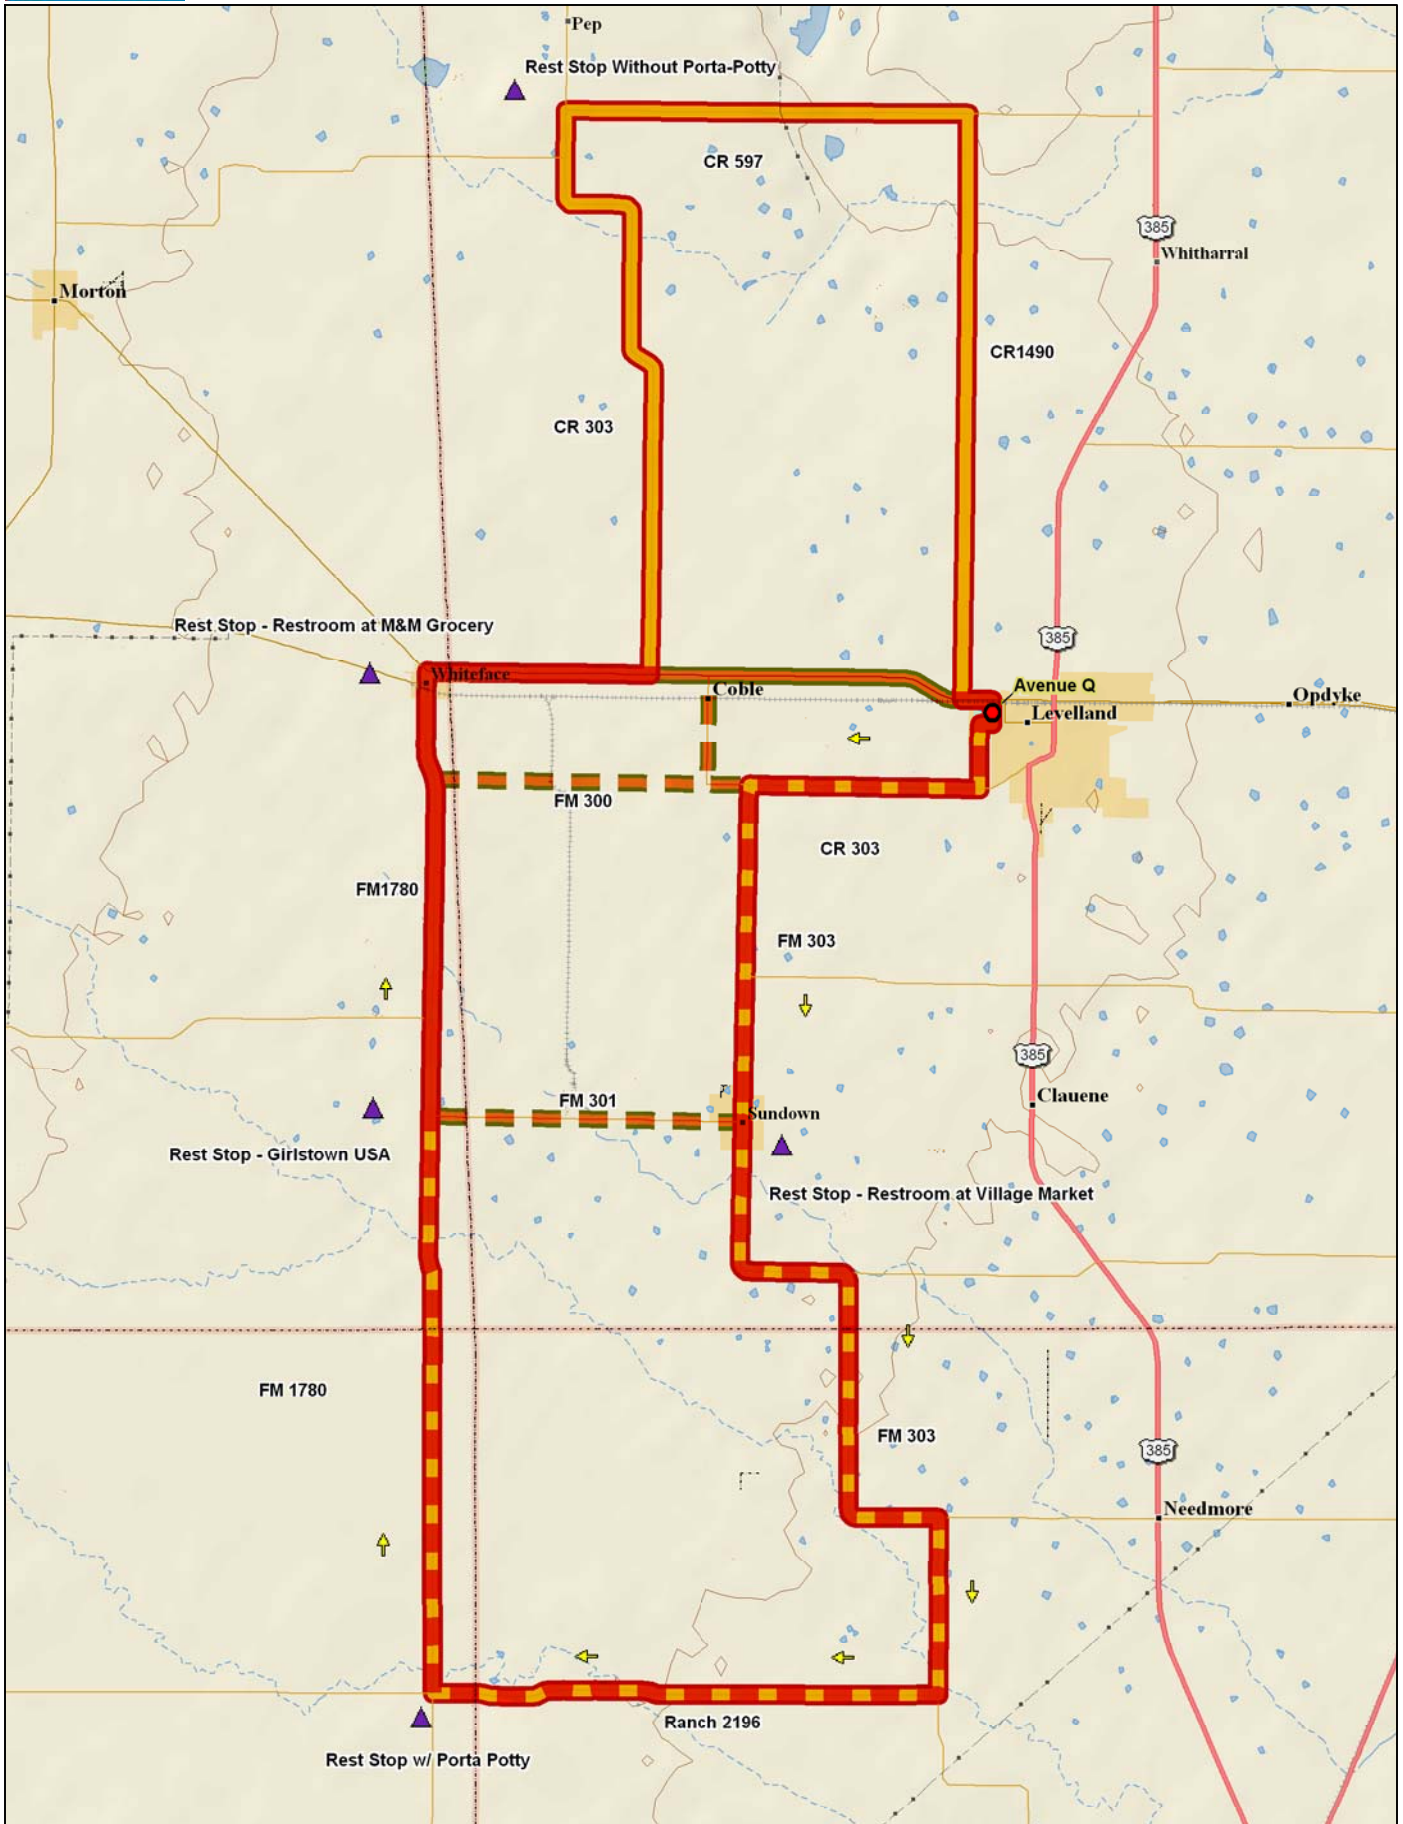 Pep
Rest Stop Without Porta-Potty
CR 597
385
Whitharral
Morton
CR1490
CR 303
Rest Stop - Restroom at M&M Grocery
385
Whiteface
Coble
Avenue Q
Opdyke
Levelland
FM 300
CR 303
FM1780
FM 303
385
Clauene
FM 301
Sundown
Rest Stop - Girlstown USA
Rest Stop - Restroom at Village Market
FM 1780
FM 303
385
Needmore
Ranch 2196
Rest Stop w/ Porta Potty